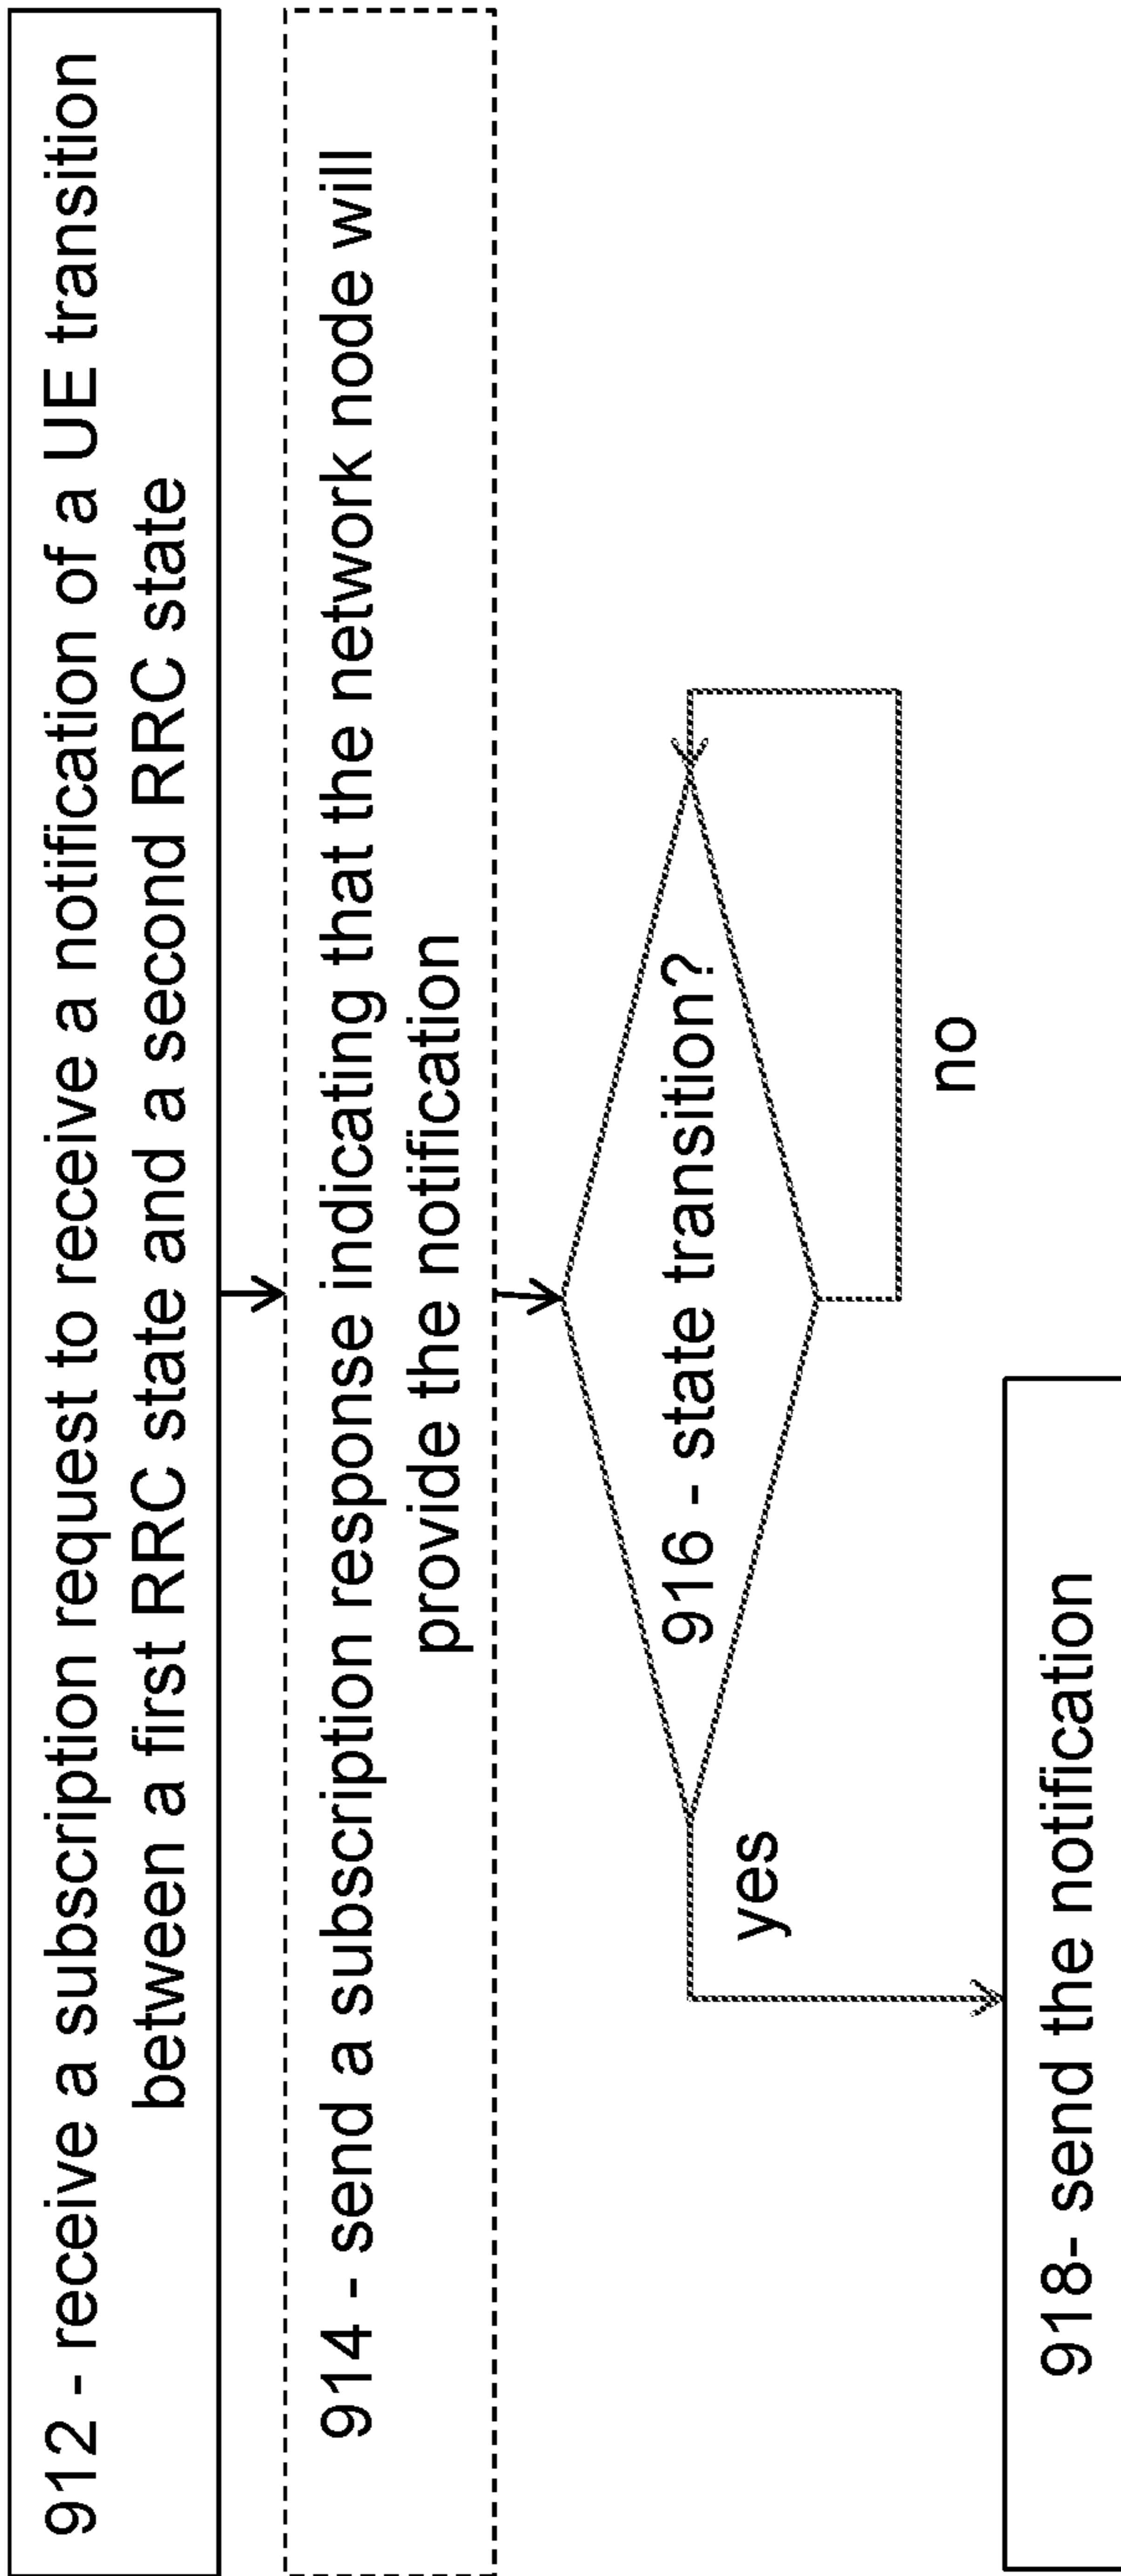 912 - receive a subscription request to receive a notification of a UE transition
between a first RRC state and a second RRC state
914 - send a subscription response indicating that the network node will
provide the notification
916 - state transition?
yes
no
918- send the notification